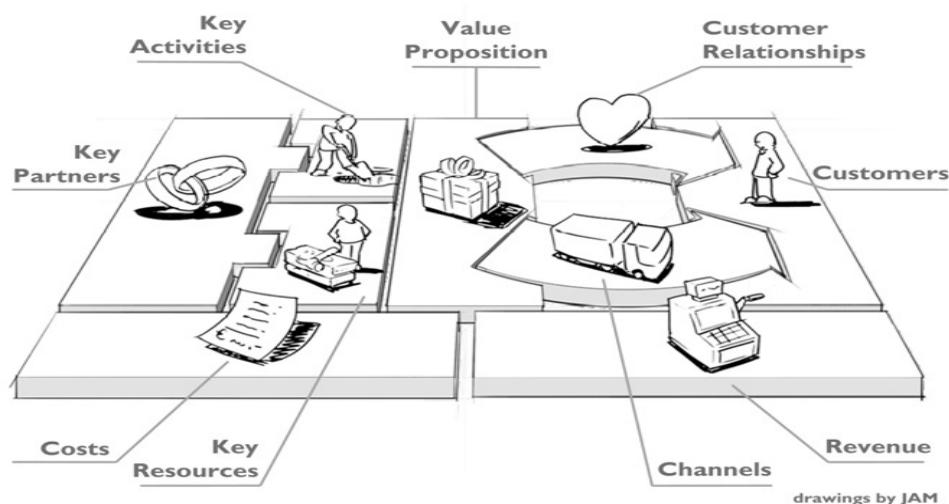 Key
Activities
Value
Proposition
Customer
Relationships
Key
Partners
Customers
Costs
Key
Resources
Channels
Revenue
drawings by JAM